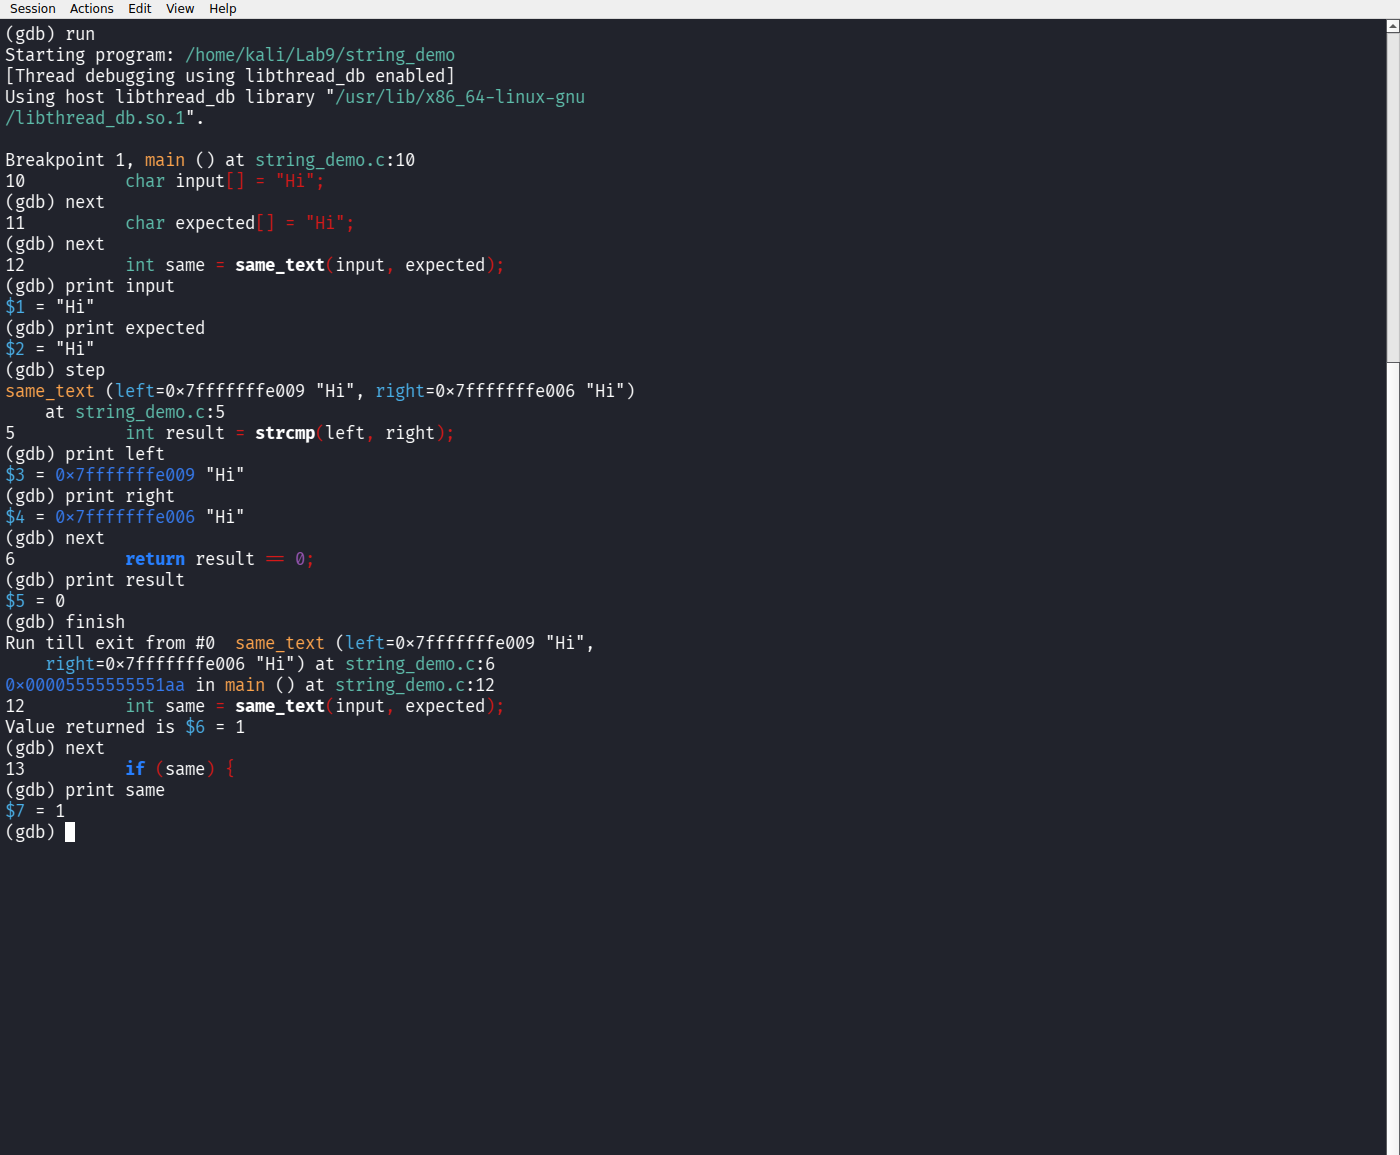 Session Actions Edit View Help
(gdb) run
Starting program: /home/kali/Lab9/string_demo
[Thread debugging using libthread_db enabled]
Using host libthread_db library "/usr/lib/x86_64-linux-gnu
/libthread_db.so.1".

Breakpoint 1, main () at string_demo.c:10
10          char input[] = "Hi";
(gdb) next
11          char expected[] = "Hi";
(gdb) next
12          int same = same_text(input, expected);
(gdb) print input
$1 = "Hi"
(gdb) print expected
$2 = "Hi"
(gdb) step
same_text (left=0x7fffffffe009 "Hi", right=0x7fffffffe006 "Hi")
    at string_demo.c:5
5           int result = strcmp(left, right);
(gdb) print left
$3 = 0x7fffffffe009 "Hi"
(gdb) print right
$4 = 0x7fffffffe006 "Hi"
(gdb) next
6           return result == 0;
(gdb) print result
$5 = 0
(gdb) finish
Run till exit from #0  same_text (left=0x7fffffffe009 "Hi",
    right=0x7fffffffe006 "Hi") at string_demo.c:6
0x00005555555551aa in main () at string_demo.c:12
12          int same = same_text(input, expected);
Value returned is $6 = 1
(gdb) next
13          if (same) {
(gdb) print same
$7 = 1
(gdb)